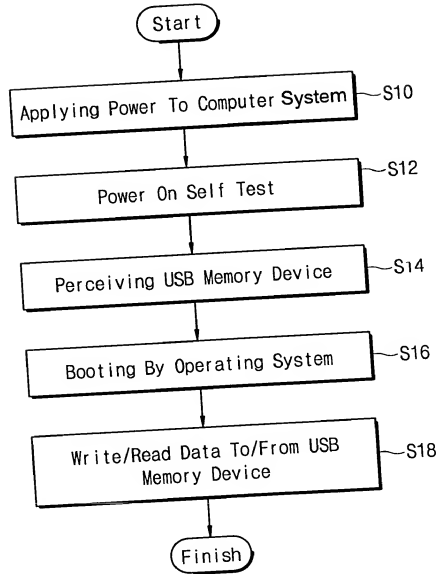 Start
Applying Power To Computer System
S10
Power On Self Test
S12
Perceiving USB Memory Device
S14
Booting By Operating System
S16
Write/Read Data To/From USB
Memory Device
S18
Finish